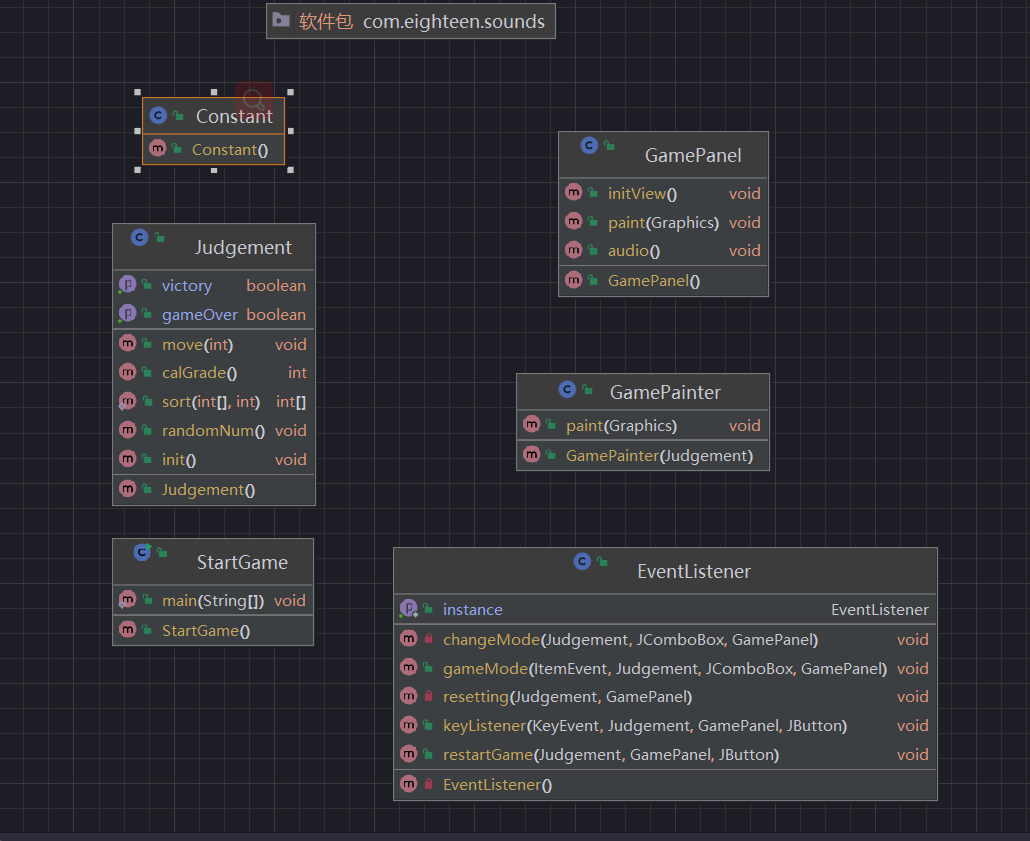 软件包 com.eighteen.sounds
Constant
Constant()
GamePanel
initView() void
paint(Graphics) void
audio() void
GamePanel()
Judgement
victory boolean
gameOver boolean
move(int) void
calGrade() int
sort(int[], int) int[]
randomNum() void
init() void
Judgement()
GamePainter
paint(Graphics) void
GamePainter(Judgement)
StartGame
main(String[]) void
StartGame()
EventListener
instance EventListener
changeMode(Judgement, JComboBox, GamePanel) void
gameMode(ItemEvent, Judgement, JComboBox, GamePanel) void
resetting(Judgement, GamePanel) void
keyListener(KeyEvent, Judgement, GamePanel, JButton) void
restartGame(Judgement, GamePanel, JButton) void
EventListener()